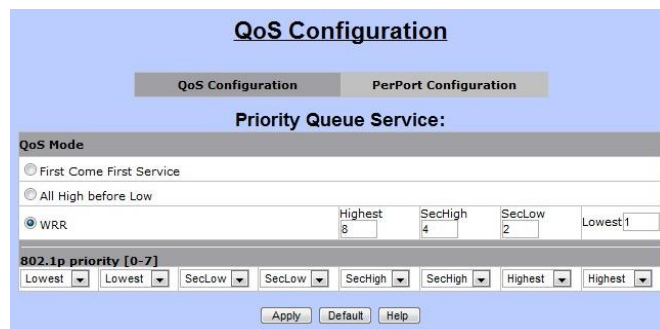 QoS Configuration
QoS Configuration PerPort Configuration
Priority Queue Service:
QoS Mode
First Come First Service
All High before Low
WRR Highest 8 SecHigh 4 SecLow 2 Lowest 1
802.1p priority [0-7]
Lowest Lowest SecLow SecLow SecHigh SecHigh Highest Highest
Apply Default Help